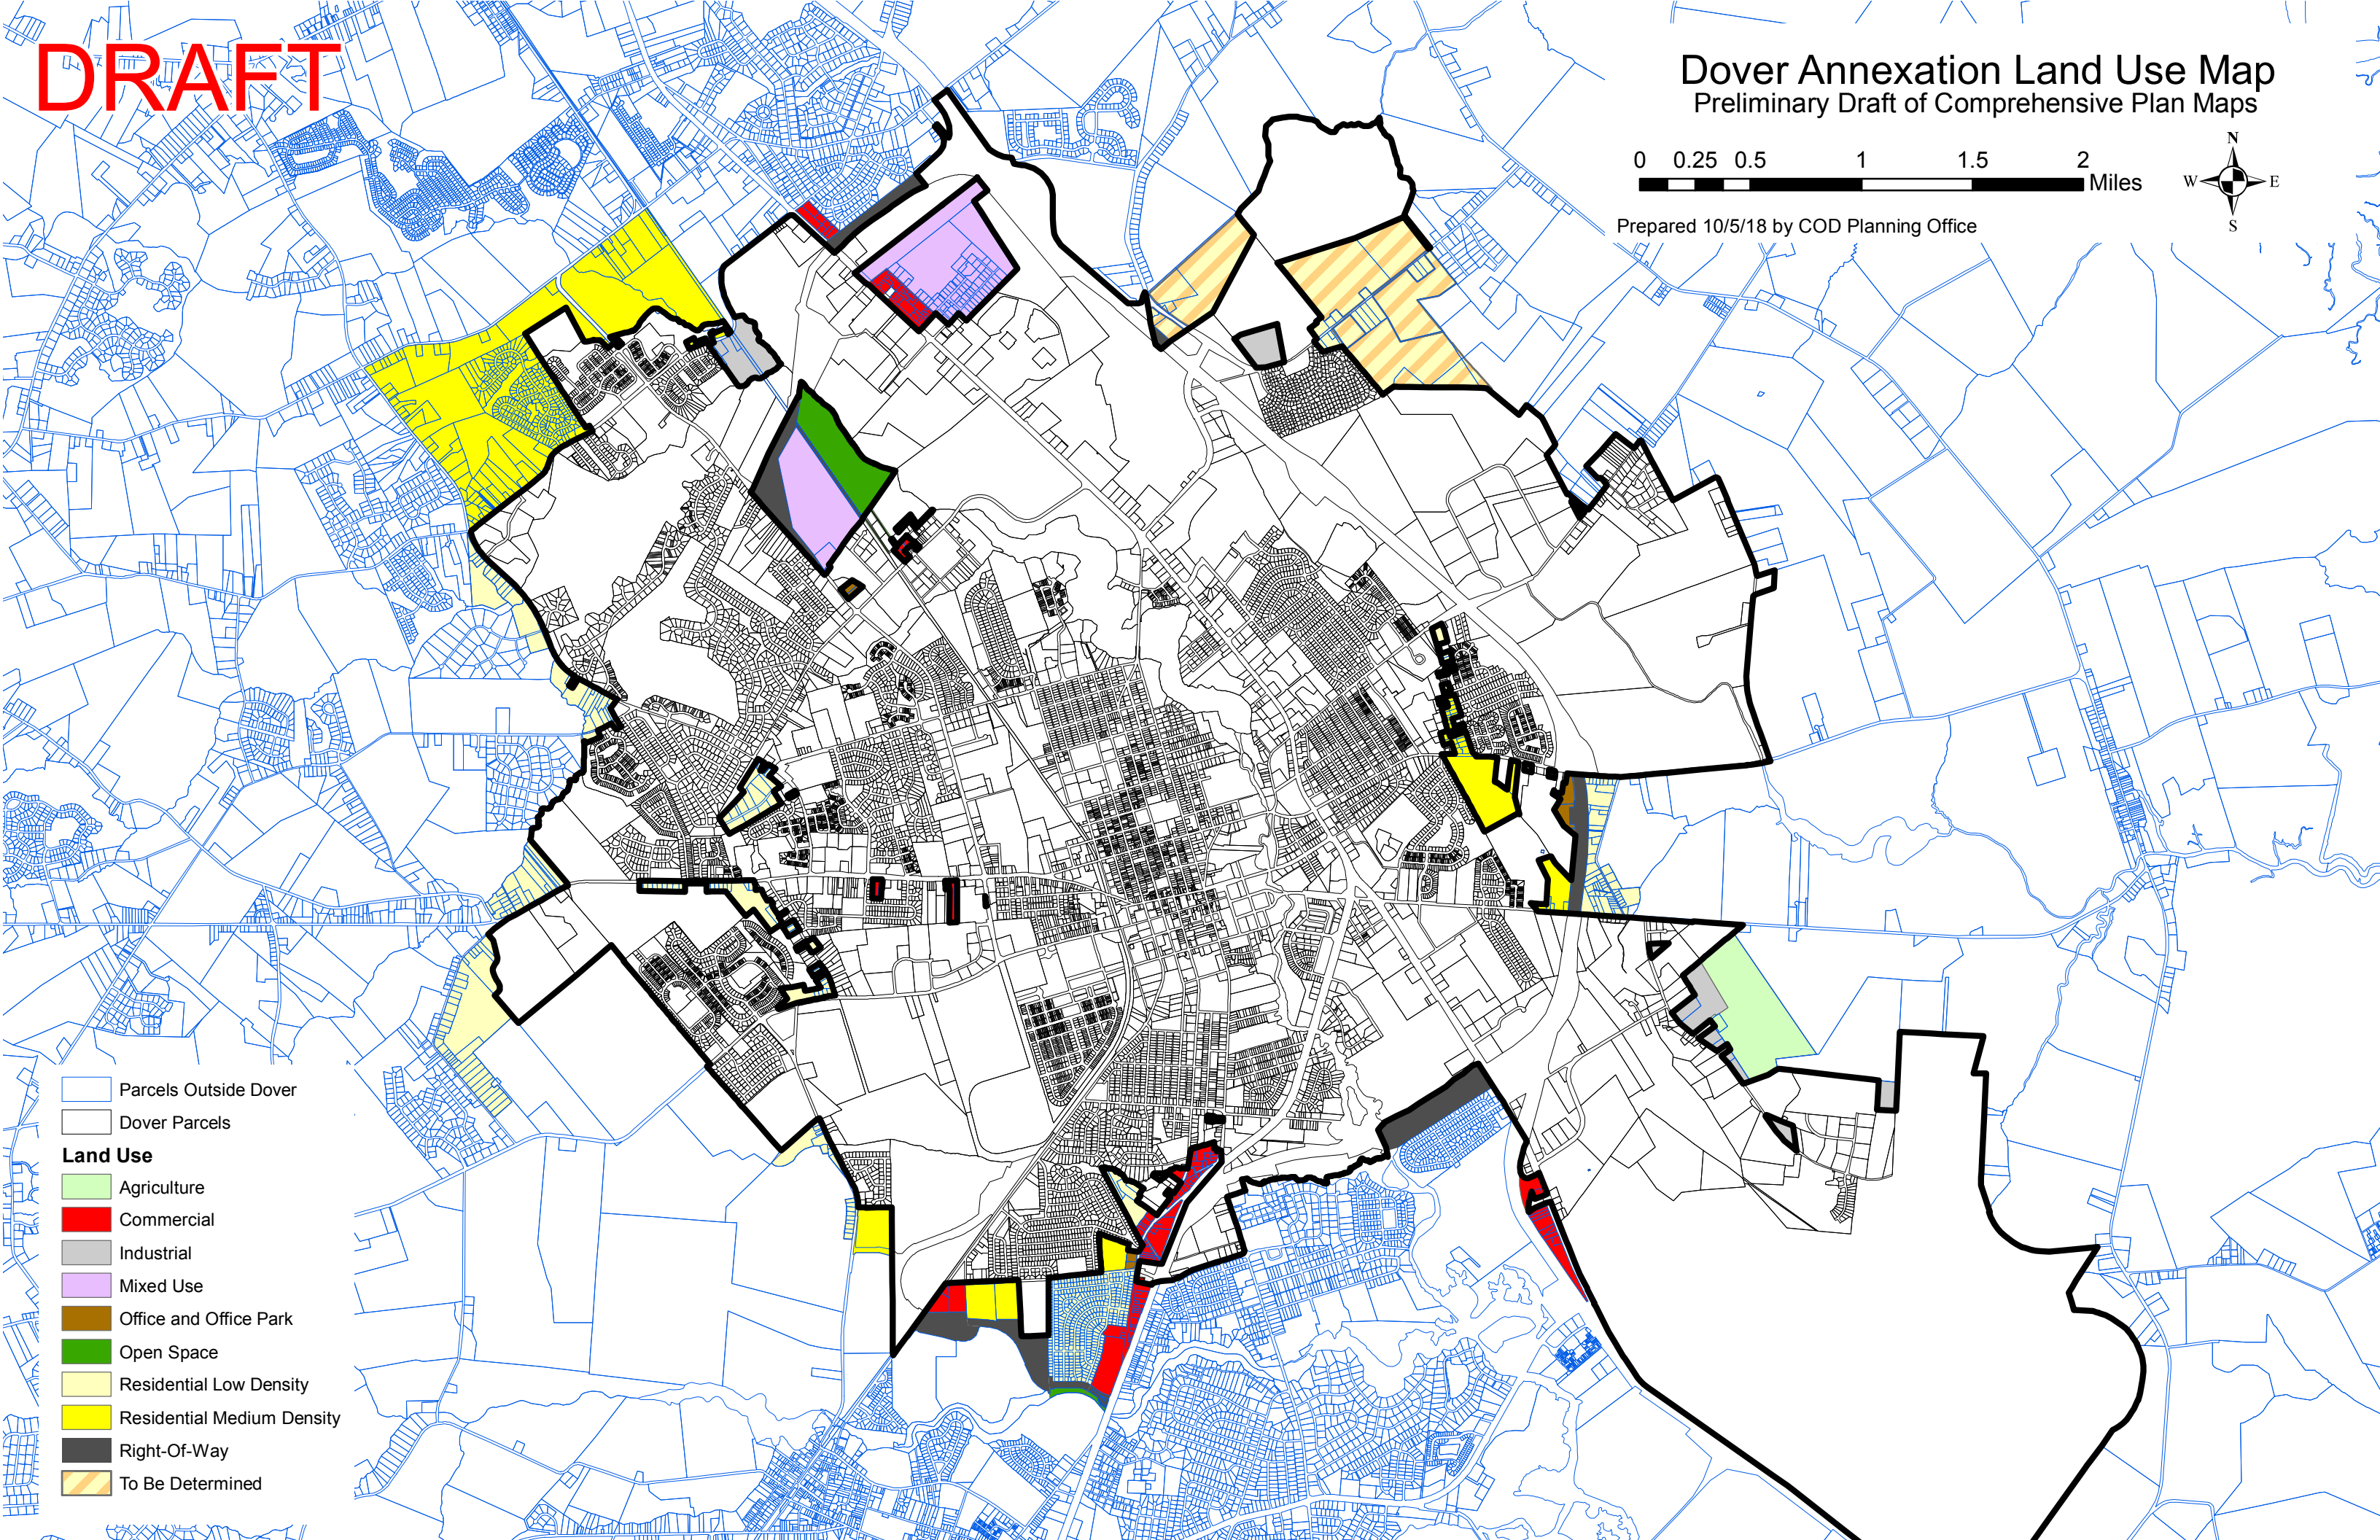 DRAFT
Dover Annexation Land Use Map
Preliminary Draft of Comprehensive Plan Maps
0 0.25 0.5 1 1.5 2
Miles
N
W E
S
Prepared 10/5/18 by COD Planning Office
Parcels Outside Dover
Dover Parcels
Land Use
Agriculture
Commercial
Industrial
Mixed Use
Office and Office Park
Open Space
Residential Low Density
Residential Medium Density
Right-Of-Way
To Be Determined